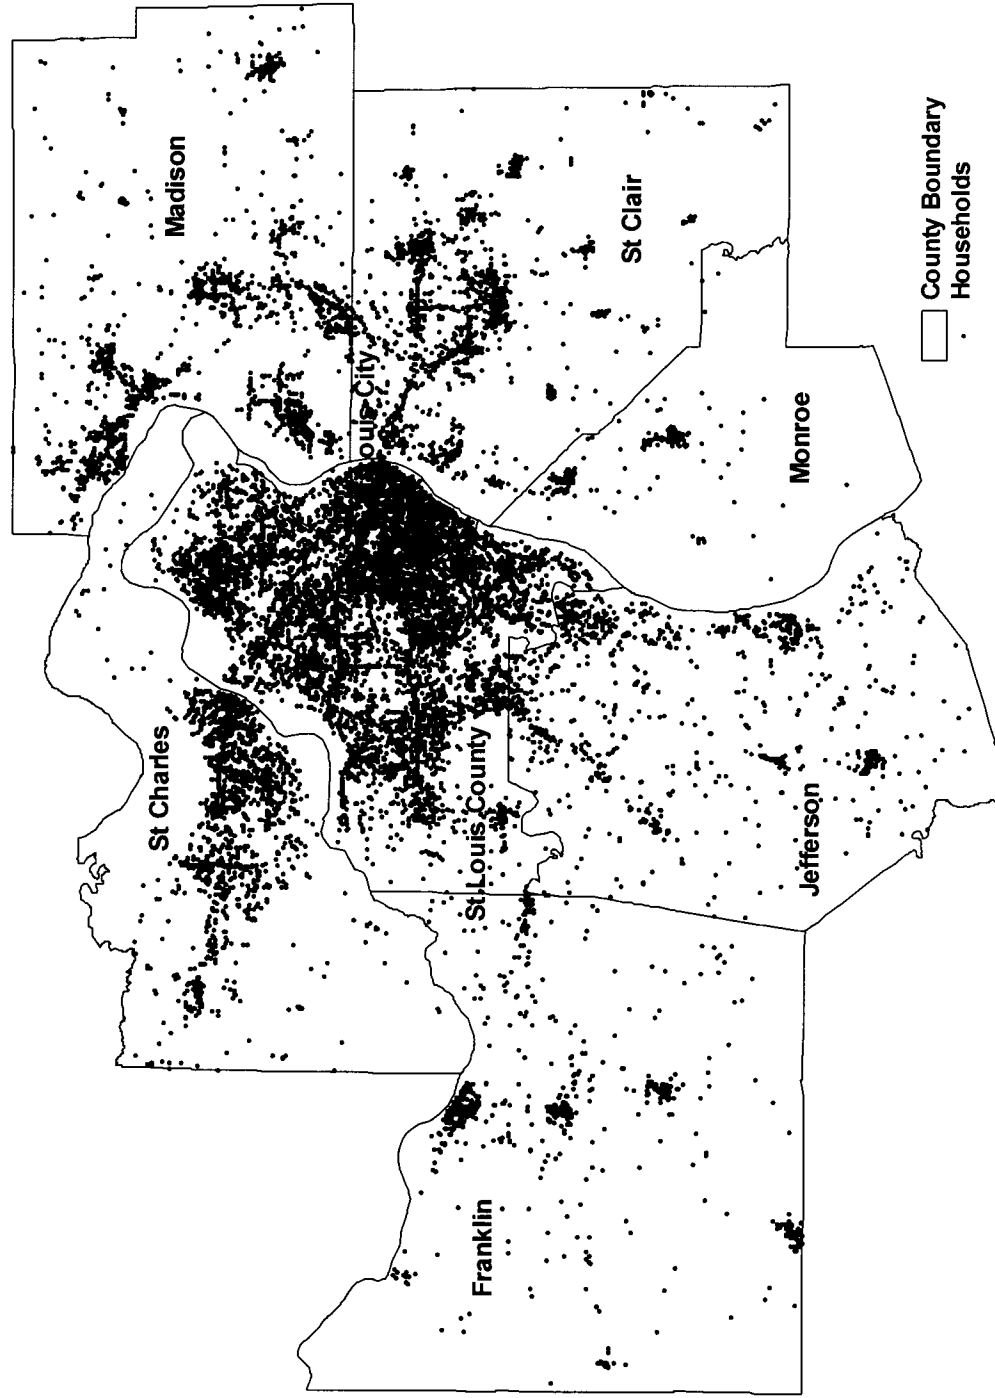 St Charles
Madison
Louis City
St Louis County
Franklin
St Clair
Monroe
Jefferson
County Boundary
Households